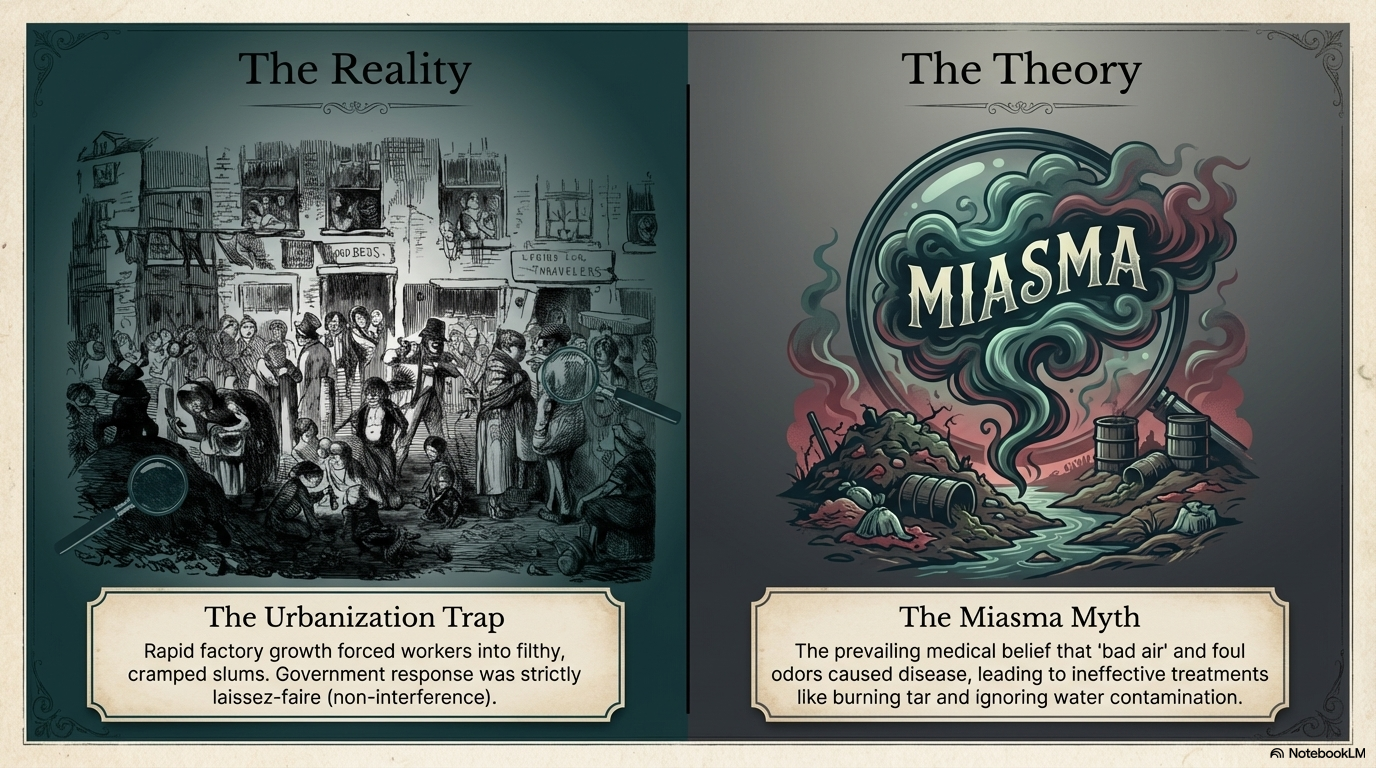 The Reality
OGD BEDS.
TRAVELERS
The Urbanization Trap
Rapid factory growth forced workers into filthy,
cramped slums. Government response was strictly
laissez-faire (non-interference).
The Theory
MIASMA
The Miasma Myth
The prevailing medical belief that 'bad air' and foul
odors caused disease, leading to ineffective treatments
like burning tar and ignoring water contamination.
NotebookLM